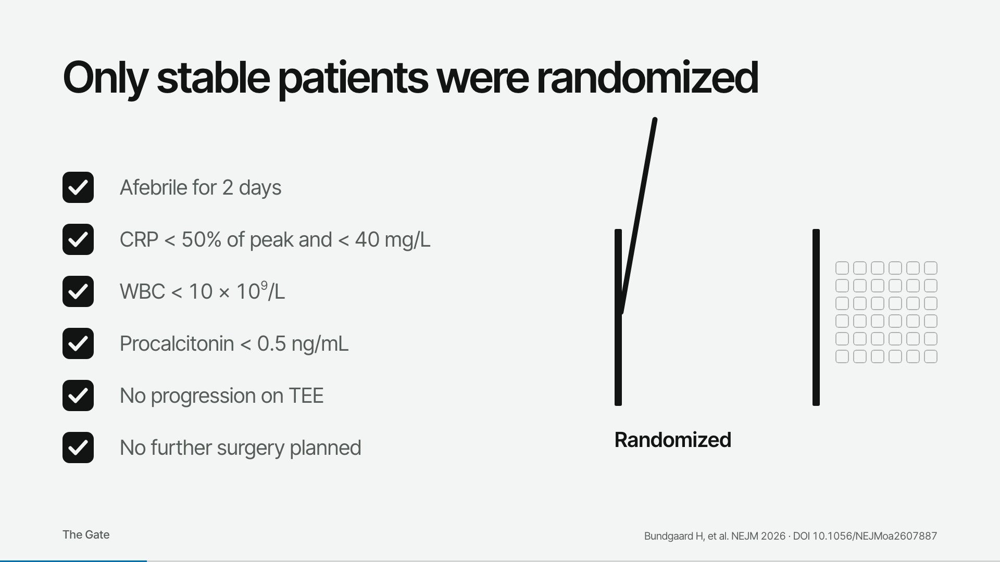 Only stable patients were randomized
Afebrile for 2 days
CRP < 50% of peak and < 40 mg/L
WBC < 10 × 10⁹/L
Procalcitonin < 0.5 ng/mL
No progression on TEE
No further surgery planned
Randomized
The Gate
Bundgaard H, et al. NEJM 2026 · DOI 10.1056/NEJMoa2607887